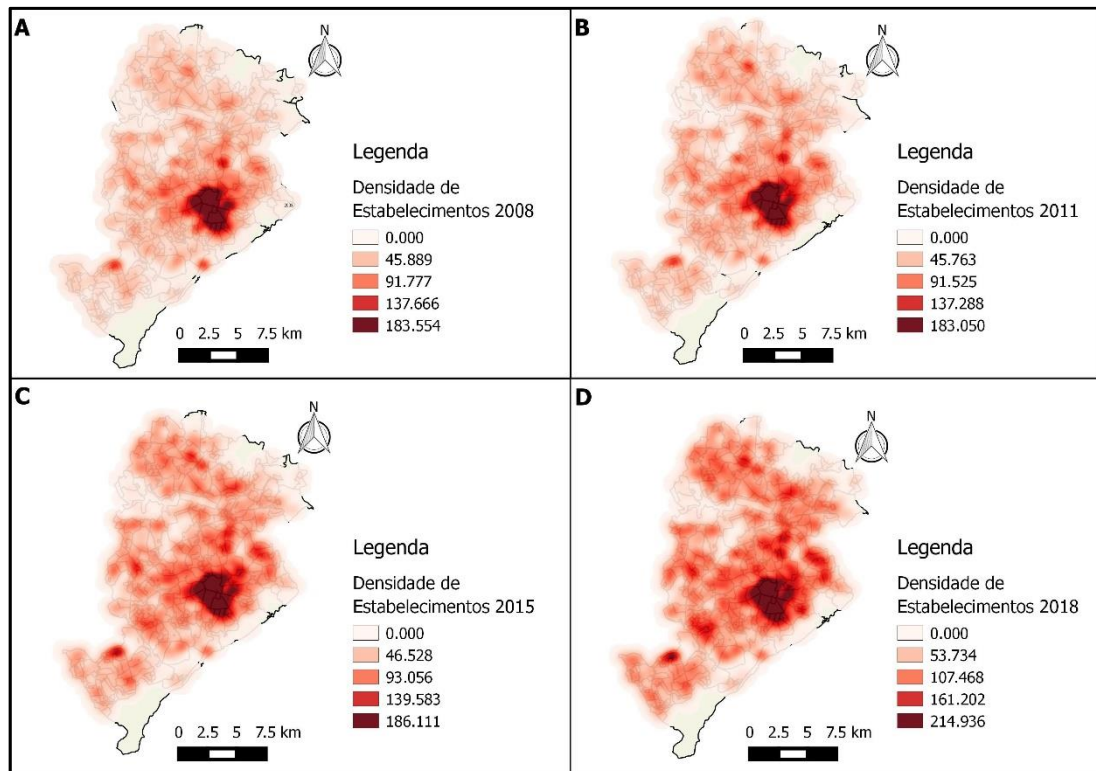 A
N
Legenda
Densidade de
Estabelecimentos 2008
0.000
45.889
91.777
137.666
183.554
0 2.5 5 7.5 km
B
N
Legenda
Densidade de
Estabelecimentos 2011
0.000
45.763
91.525
137.288
183.050
0 2.5 5 7.5 km
C
N
Legenda
Densidade de
Estabelecimentos 2015
0.000
46.528
93.056
139.583
186.111
0 2.5 5 7.5 km
D
N
Legenda
Densidade de
Estabelecimentos 2018
0.000
53.734
107.468
161.202
214.936
0 2.5 5 7.5 km